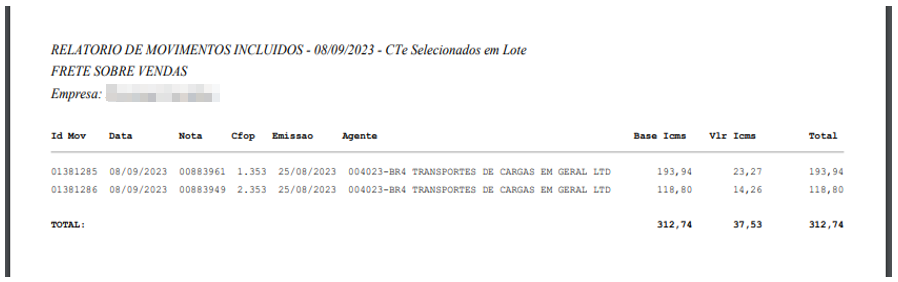 RELATORIO DE MOVIMENTOS INCLUIDOS - 08/09/2023 - CTe Selecionados em Lote
FRETE SOBRE VENDAS
Empresa:
Id Mov Data Nota Cfop Emissao Agente Base Icms Vlr Icms Total
01381285 08/09/2023 00883961 1.353 25/08/2023 004023-BR4 TRANSPORTES DE CARGAS EM GERAL LTD 193,94 23,27 193,94
01381286 08/09/2023 00883949 2.353 25/08/2023 004023-BR4 TRANSPORTES DE CARGAS EM GERAL LTD 118,80 14,26 118,80
TOTAL: 312,74 37,53 312,74